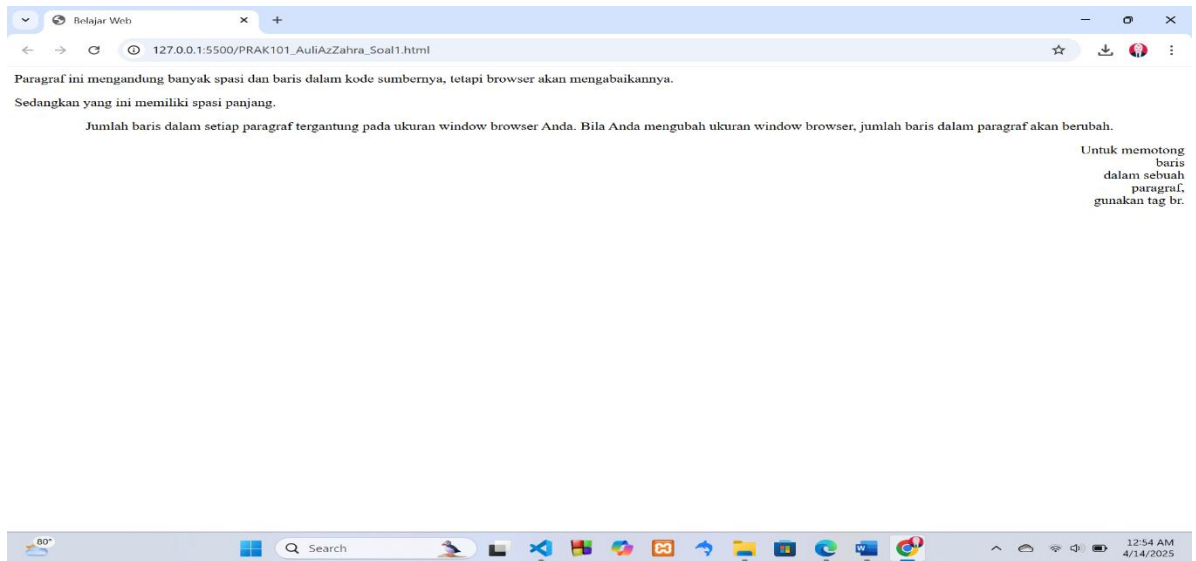 Belajar Web
127.0.0.1:5500/PRAK101_AuliAzZahra_Soal1.html
Paragraf ini mengandung banyak spasi dan baris dalam kode sumbernya, tetapi browser akan mengabaikannya.
Sedangkan yang ini memiliki spasi panjang.
Jumlah baris dalam setiap paragraf tergantung pada ukuran window browser Anda. Bila Anda mengubah ukuran window browser, jumlah baris dalam paragraf akan berubah.
Untuk memotong
baris
dalam sebuah
paragraf,
gunakan tag br.
80°
Search
12:54 AM
4/14/2025